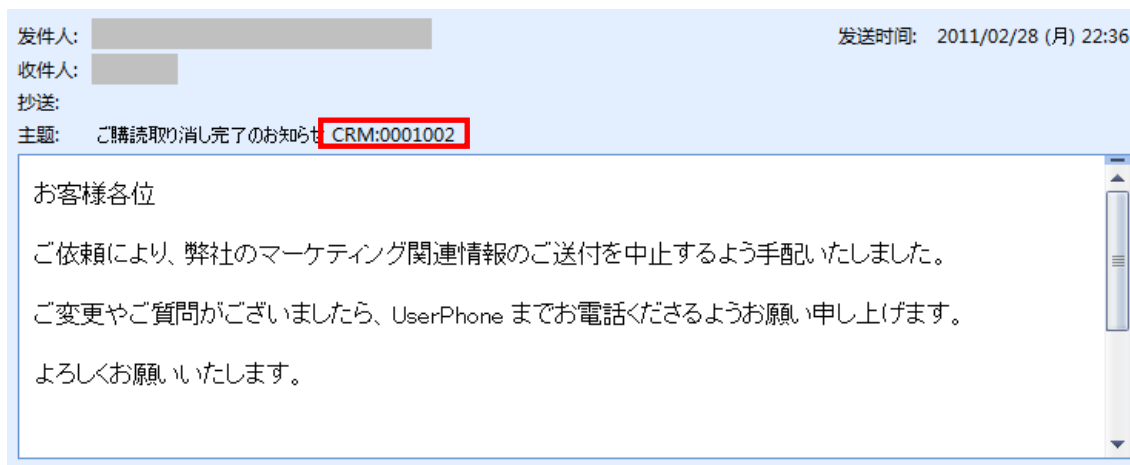 发件人:
发送时间: 2011/02/28 (月) 22:36
收件人:
抄送:
主题: ご購読取り消し完了のお知らせ CRM:0001002
お客様各位
ご依頼により、弊社のマーケティング関連情報のご送付を中止するよう手配いたしました。
ご変更やご質問がございましたら、UserPhone までお電話くださるようお願い申し上げます。
よろしくお願いいたします。